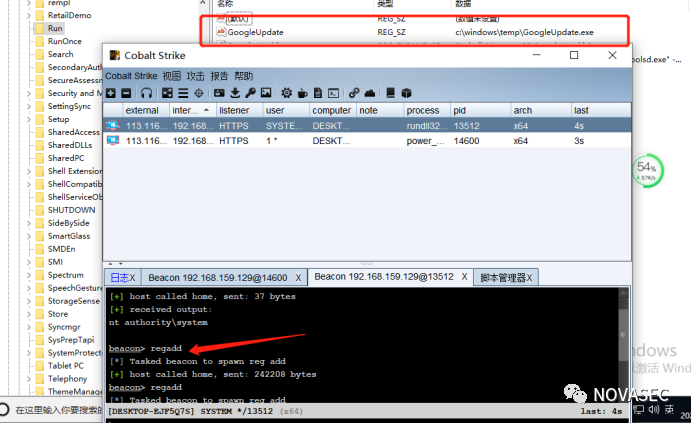 rempl
RetailDemo
Run
RunOnce
Search
SecondaryAuth
SecureAssessm
Security and M
SettingSync
Setup
SharedAccess
SharedDLLs
SharedPC
Shell Extension
ShellCompatib
ShellServiceOb
SHUTDOWN
SideBySide
SmartGlass
SMDEn
SMI
Spectrum
SpeechGesture
StorageSense
Store
Syncmgr
SysPrepTapi
SystemProtecte
Tablet PC
Telephony
ThemeManage
在这里输入你要搜索的
名称 类型 数据
(默认) REG_SZ (数值未设置)
GoogleUpdate REG_SZ c:\windows\temp\GoogleUpdate.exe
oolsd.exe" -...
Cobalt Strike
Cobalt Strike 视图 攻击 报告 帮助
external inter... listener user computer note process pid arch last
113.116... 192.168... HTTPS SYSTE... DESKT... rundll32... 13512 x64 4s
113.116... 192.168... HTTPS 1 * DESKT... power_... 14600 x64 3s
54%
0.7K/s
日志X Beacon 192.168.159.129@14600 X Beacon 192.168.159.129@13512 X 脚本管理器X
[+] host called home, sent: 37 bytes
[+] received output:
nt authority\system
beacon> regadd
[*] Tasked beacon to spawn reg add
[+] host called home, sent: 242208 bytes
beacon> regadd
[*] Tasked beacon to spawn reg add
[DESKTOP-EJF5Q7S] SYSTEM */13512 (x64) last: 4s
dows
激活 Wind
NOVASEC
英